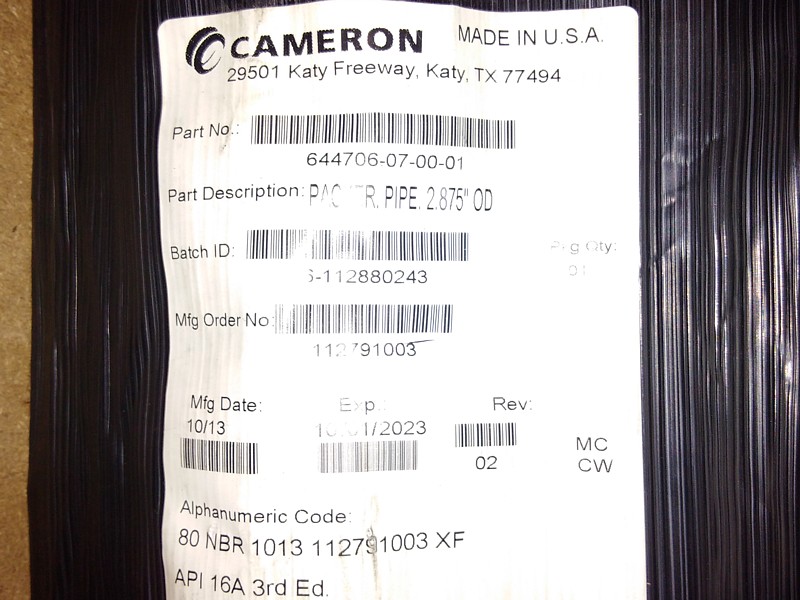 CAMERON MADE IN U.S.A.
29501 Katy Freeway, Katy, TX 77494
Part No.:
644706-07-00-01
Part Description: PIPE, 2.875" OD
Batch ID:
Qty:
Mfg Order No:
112791003
Mfg Date: Exp.: Rev:
10/13
02
MC
CW
Alphanumeric Code:
80 NBR 1013 112791003 XF
API 16A 3rd Ed.